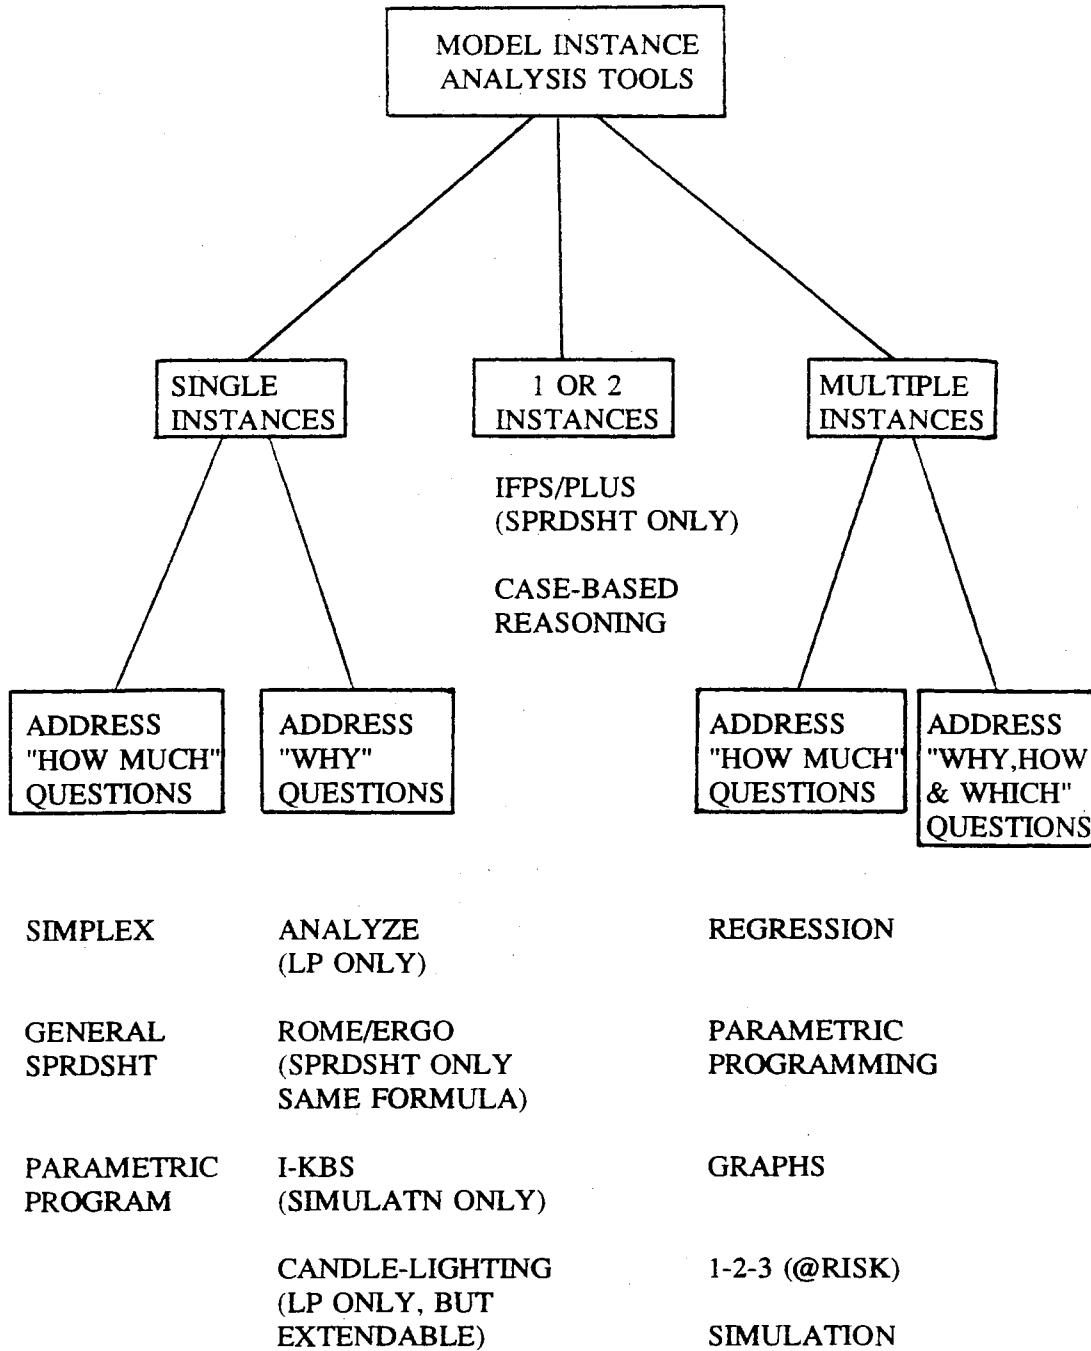 MODEL INSTANCE
ANALYSIS TOOLS
SINGLE
INSTANCES
1 OR 2
INSTANCES
MULTIPLE
INSTANCES
IFPS/PLUS
(SPRDSHT ONLY)
CASE-BASED
REASONING
ADDRESS
"HOW MUCH"
QUESTIONS
ADDRESS
"WHY"
QUESTIONS
ADDRESS
"HOW MUCH"
QUESTIONS
ADDRESS
"WHY,HOW
& WHICH"
QUESTIONS
SIMPLEX
GENERAL
SPRDSHT
PARAMETRIC
PROGRAM
ANALYZE
(LP ONLY)
ROME/ERGO
(SPRDSHT ONLY
SAME FORMULA)
I-KBS
(SIMULATN ONLY)
CANDLE-LIGHTING
(LP ONLY, BUT
EXTENDABLE)
REGRESSION
PARAMETRIC
PROGRAMMING
GRAPHS
1-2-3 (@RISK)
SIMULATION